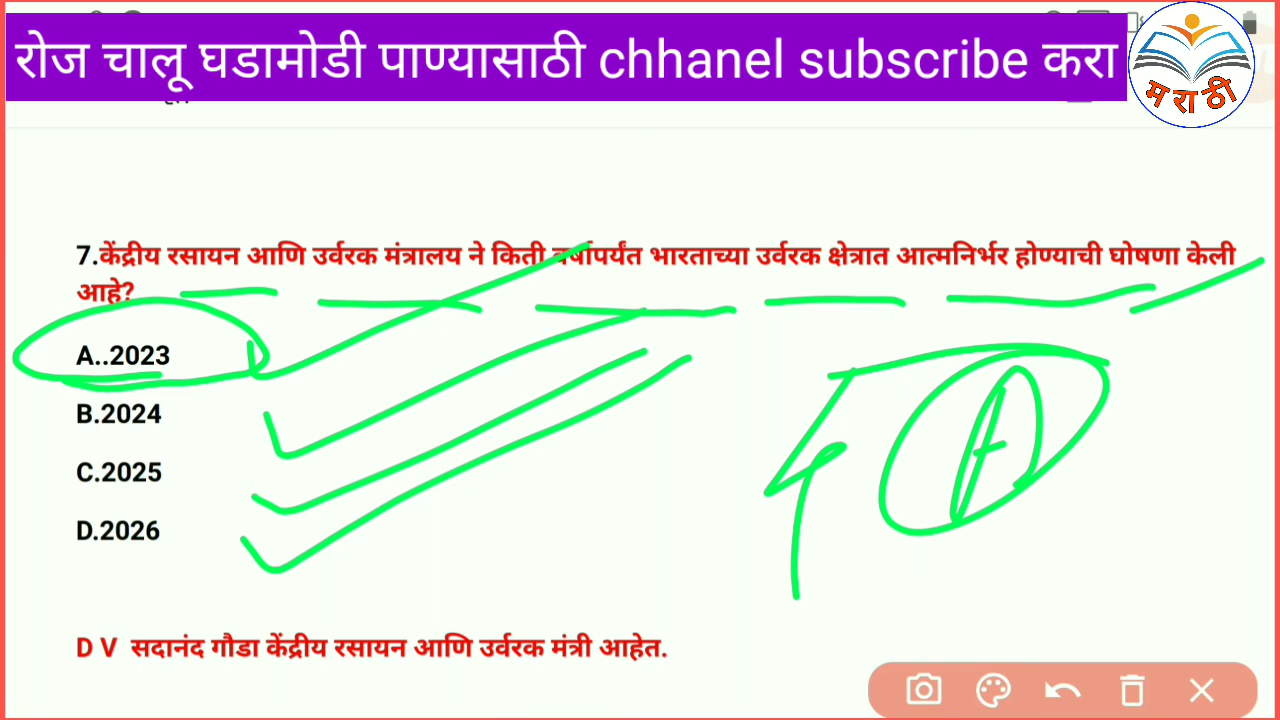 रोज चालू घडामोडी पाण्यासाठी chhanel subscribe करा
मराठी
7.केंद्रीय रसायन आणि उर्वरक मंत्रालय ने किती वर्षापर्यंत भारताच्या उर्वरक क्षेत्रात आत्मनिर्भर होण्याची घोषणा केली
आहे?
A..2023
B.2024
C.2025
D.2026
A
D V सदानंद गौडा केंद्रीय रसायन आणि उर्वरक मंत्री आहेत.